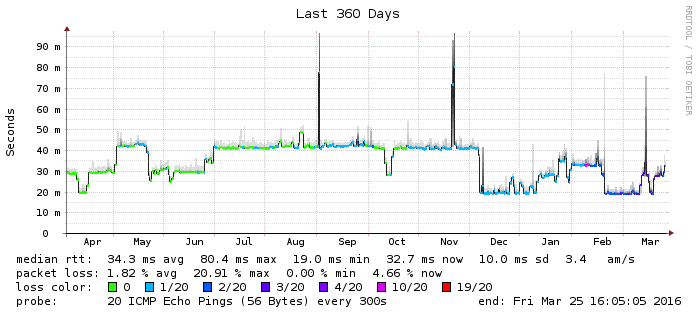 Last 360 Days
RRDTOOL / TOBI OETIKER
Seconds
90 m
80 m
70 m
60 m
50 m
40 m
30 m
20 m
10 m
0
Apr May Jun Jul Aug Sep Oct Nov Dec Jan Feb Mar
median rtt: 34.3 ms avg 80.4 ms max 19.0 ms min 32.7 ms now 10.0 ms sd 3.4 am/s
packet loss: 1.82 % avg 20.91 % max 0.00 % min 4.66 % now
loss color: 0 1/20 2/20 3/20 4/20 10/20 19/20
probe: 20 ICMP Echo Pings (56 Bytes) every 300s end: Fri Mar 25 16:05:05 2016